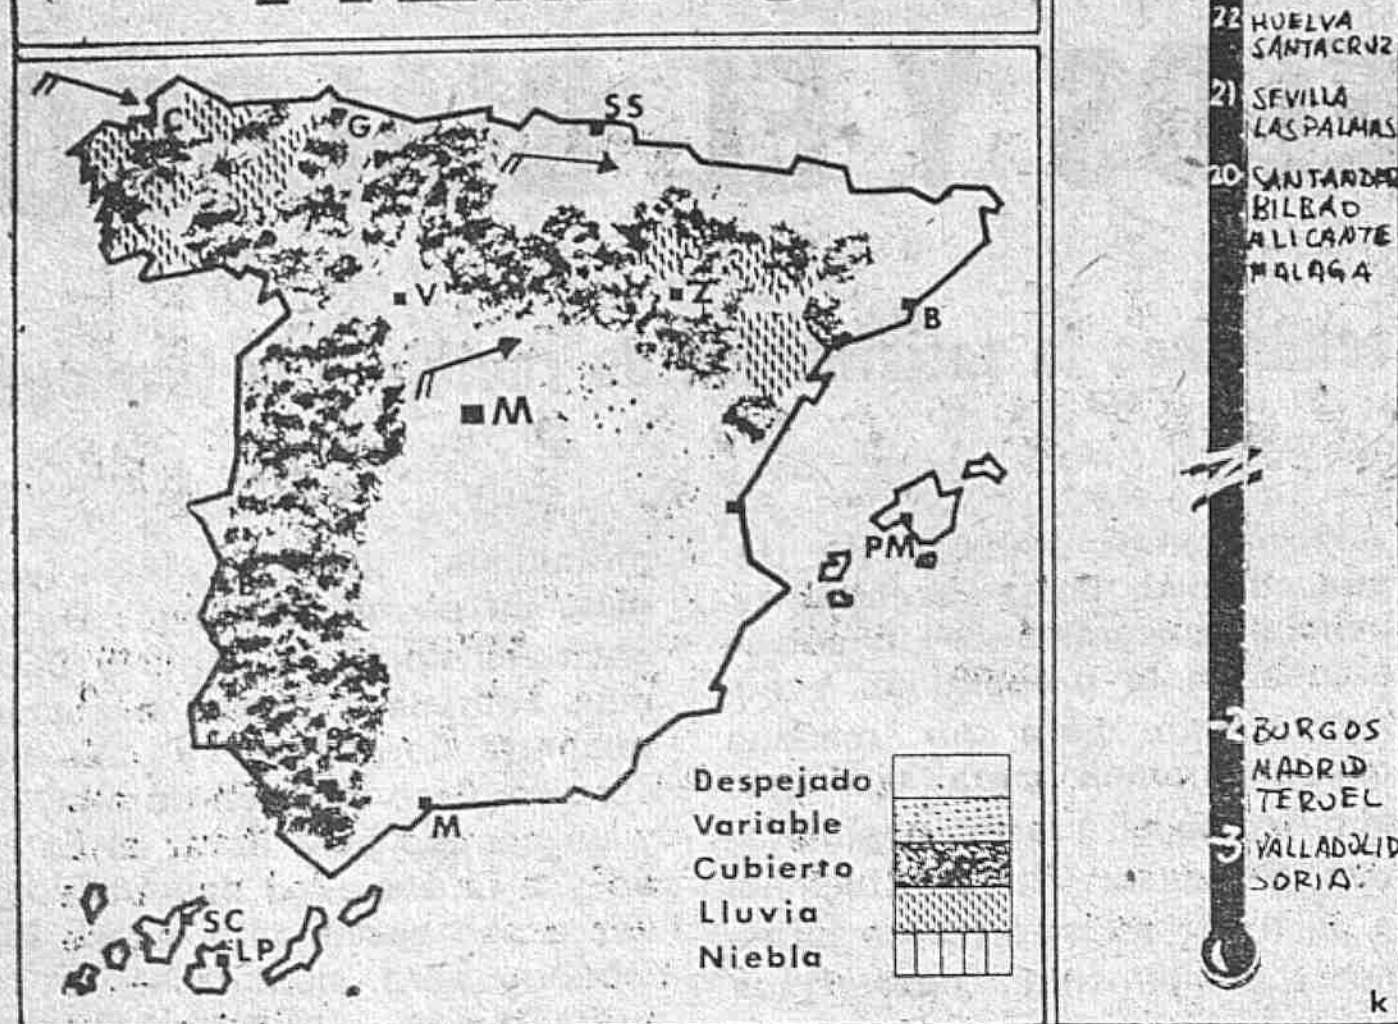 C
G
SS
V
Z
B
M
PM
M
SC
LP
Despejado
Variable
Cubierto
Lluvia
Niebla
22 HUELVA
SANTACRUZ
21 SEVILLA
LAS PALMAS
20 SANTANDER
BILBAO
ALICANTE
MALAGA
-2 BURGOS
MADRID
TERUEL
-3 VALLADOLID
SORIA.
k